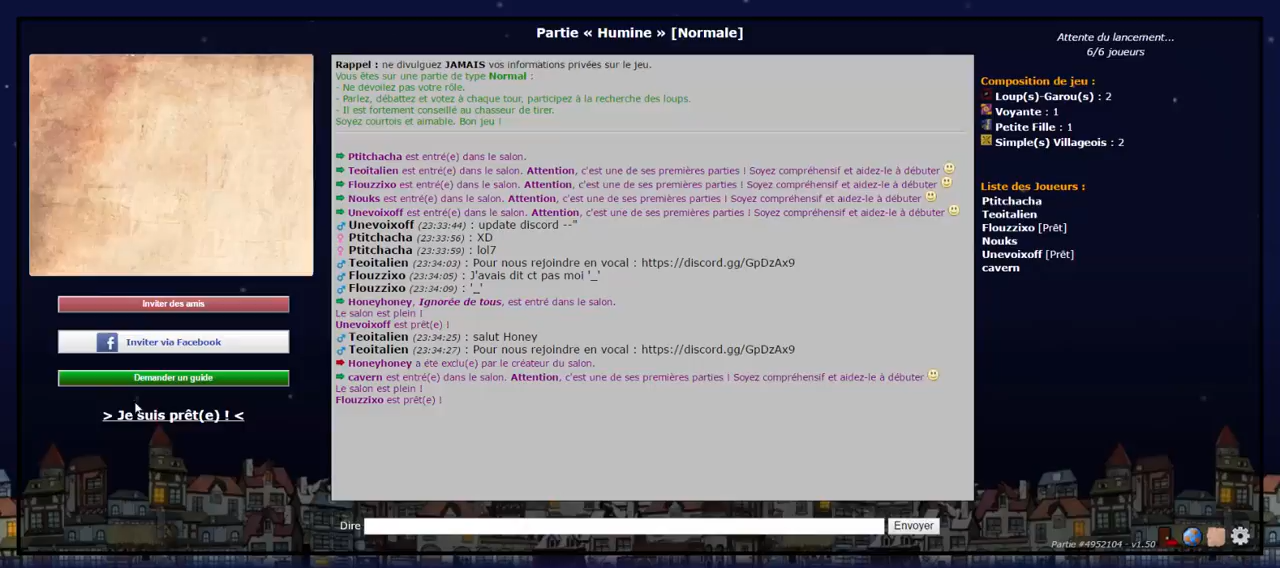 Partie « Humine » [Normale]
Attente du lancement...
6/6 joueurs
Rappel : ne divulguez JAMAIS vos informations privées sur le jeu.
Vous êtes sur une partie de type Normal :
- Ne dévoilez pas votre rôle.
- Parlez, débattez et votez à chaque tour, participez à la recherche des loups.
- Il est fortement conseillé au chasseur de tirer.
Soyez courtois et aimable. Bon jeu !
Ptitchacha est entré(e) dans le salon.
Teoitalien est entré(e) dans le salon. Attention, c'est une de ses premières parties ! Soyez compréhensif et aidez-le à débuter
Flouzzixo est entré(e) dans le salon. Attention, c'est une de ses premières parties ! Soyez compréhensif et aidez-le à débuter
Nouks est entré(e) dans le salon. Attention, c'est une de ses premières parties ! Soyez compréhensif et aidez-le à débuter
Unevoixoff est entré(e) dans le salon. Attention, c'est une de ses premières parties ! Soyez compréhensif et aidez-le à débuter
Unevoixoff (23:33:44) : update discord --"
Ptitchacha (23:33:56) : XD
Ptitchacha (23:33:59) : lol7
Teoitalien (23:34:03) : Pour nous rejoindre en vocal : https://discord.gg/GpDzAx9
Flouzzixo (23:34:05) : J'avais dit ct pas moi '_'
Flouzzixo (23:34:09) : '_'
Honeyhoney, Ignorée de tous, est entré dans le salon.
Le salon est plein !
Unevoixoff est prêt(e) !
Teoitalien (23:34:25) : salut Honey
Teoitalien (23:34:27) : Pour nous rejoindre en vocal : https://discord.gg/GpDzAx9
Honeyhoney a été exclu(e) par le créateur du salon.
cavern est entré(e) dans le salon. Attention, c'est une de ses premières parties ! Soyez compréhensif et aidez-le à débuter
Le salon est plein !
Flouzzixo est prêt(e) !
Composition de jeu :
Loup(s)-Garou(s) : 2
Voyante : 1
Petite Fille : 1
Simple(s) Villageois : 2
Liste des Joueurs :
Ptitchacha
Teoitalien
Flouzzixo [Prêt]
Nouks
Unevoixoff [Prêt]
cavern
Inviter des amis
Inviter via Facebook
Demander un guide
> Je suis prêt(e) ! <
Dire
Envoyer
Partie #4952104 - v1.50